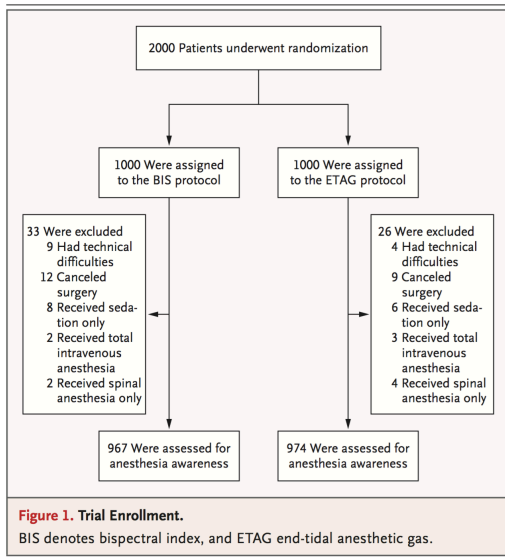 2000 Patients underwent randomization
1000 Were assigned
to the BIS protocol
1000 Were assigned
to the ETAG protocol
33 Were excluded
9 Had technical
difficulties
12 Canceled
surgery
8 Received seda-
tion only
2 Received total
intravenous
anesthesia
2 Received spinal
anesthesia only
26 Were excluded
4 Had technical
difficulties
9 Canceled
surgery
6 Received
sedation only
3 Received total
intravenous
anesthesia
4 Received spinal
anesthesia only
967 Were assessed for
anesthesia awareness
974 Were assessed for
anesthesia awareness
Figure 1. Trial Enrollment.
BIS denotes bispectral index, and ETAG end-tidal anesthetic gas.